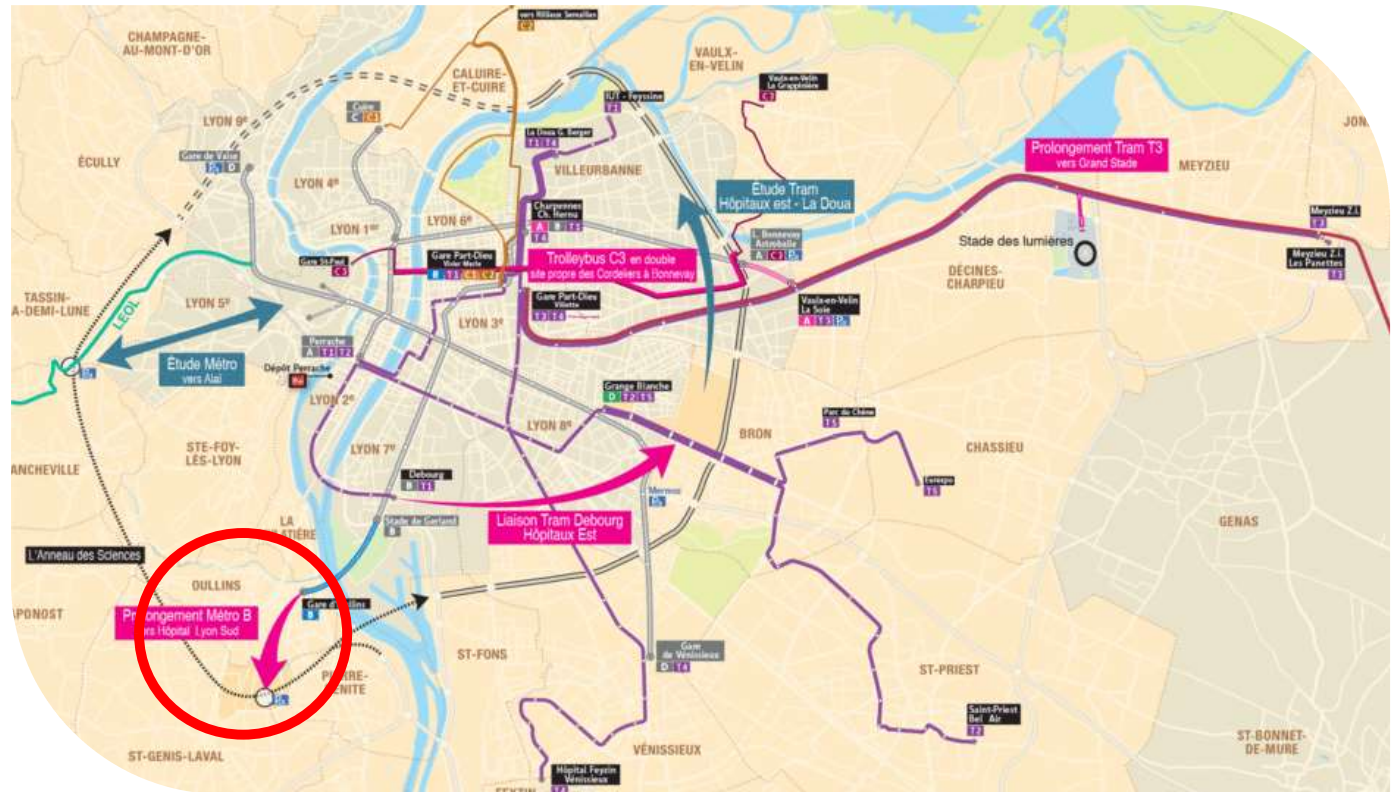 vers Rillieux Semailles
C2
CHAMPAGNE-
AU-MONT-D'OR
CALUIRE-
ET-CUIRE
VAULX-
EN-VELIN
Vaulx-en-Velin
La Grappinière
C3
IUT - Feyssine
T1
Cuire
C C1
LYON 9e
JON
ÉCULLY
Gare de Vaise
D
La Doua G. Berger
T1 T4
VILLEURBANNE
Prolongement Tram T3
vers Grand Stade
MEYZIEU
LYON 4e
Étude Tram
Hôpitaux est - La Doua
Charpennes
Ch. Hernu
A B T1
T4
LYON 1er
LYON 6e
Meyzieu Z.I.
T3
L. Bonnevay
Astroballe
A C3
Stade des lumières
Gare St-Paul
C3
Gare Part-Dieu
Vivier Merle
B T1 C1 C2
Trolleybus C3 en double
site propre des Cordeliers à Bonnevay
Meyzieu Z.I.
Les Panettes
T3
DÉCINES-
CHARPIEU
TASSIN-
A-DEMI-LUNE
LEOL
LYON 5e
Gare Part-Dieu
Villette
T3 T4
Vaulx-en-Velin
La Soie
A T3
LYON 3e
Perrache
A T1 T2
Étude Métro
vers Alaï
Dépôt Perrache
LYON 2e
Grange Blanche
D T2 T5
Parc du Chêne
T5
LYON 8e
BRON
CHASSIEU
STE-FOY-
LÈS-LYON
LYON 7e
ANCHEVILLE
Debourg
B T1
Eurexpo
T5
Mermoz
LA
LATIÈRE
Stade de Gerland
B
Liaison Tram Debourg
Hôpitaux Est
GENAS
L'Anneau des Sciences
OULLINS
Gare d'Oullins
B
APONOST
Prolongement Métro B
vers Hôpital Lyon Sud
ST-FONS
Gare
de Vénissieux
D T4
ST-PRIEST
PIERRE-
BÉNITE
Saint-Priest
Bel Air
T2
ST-GENIS-LAVAL
VÉNISSIEUX
ST-BONNET-
DE-MURE
Hôpital Feyzin
Vénissieux
T4
FEYZIN